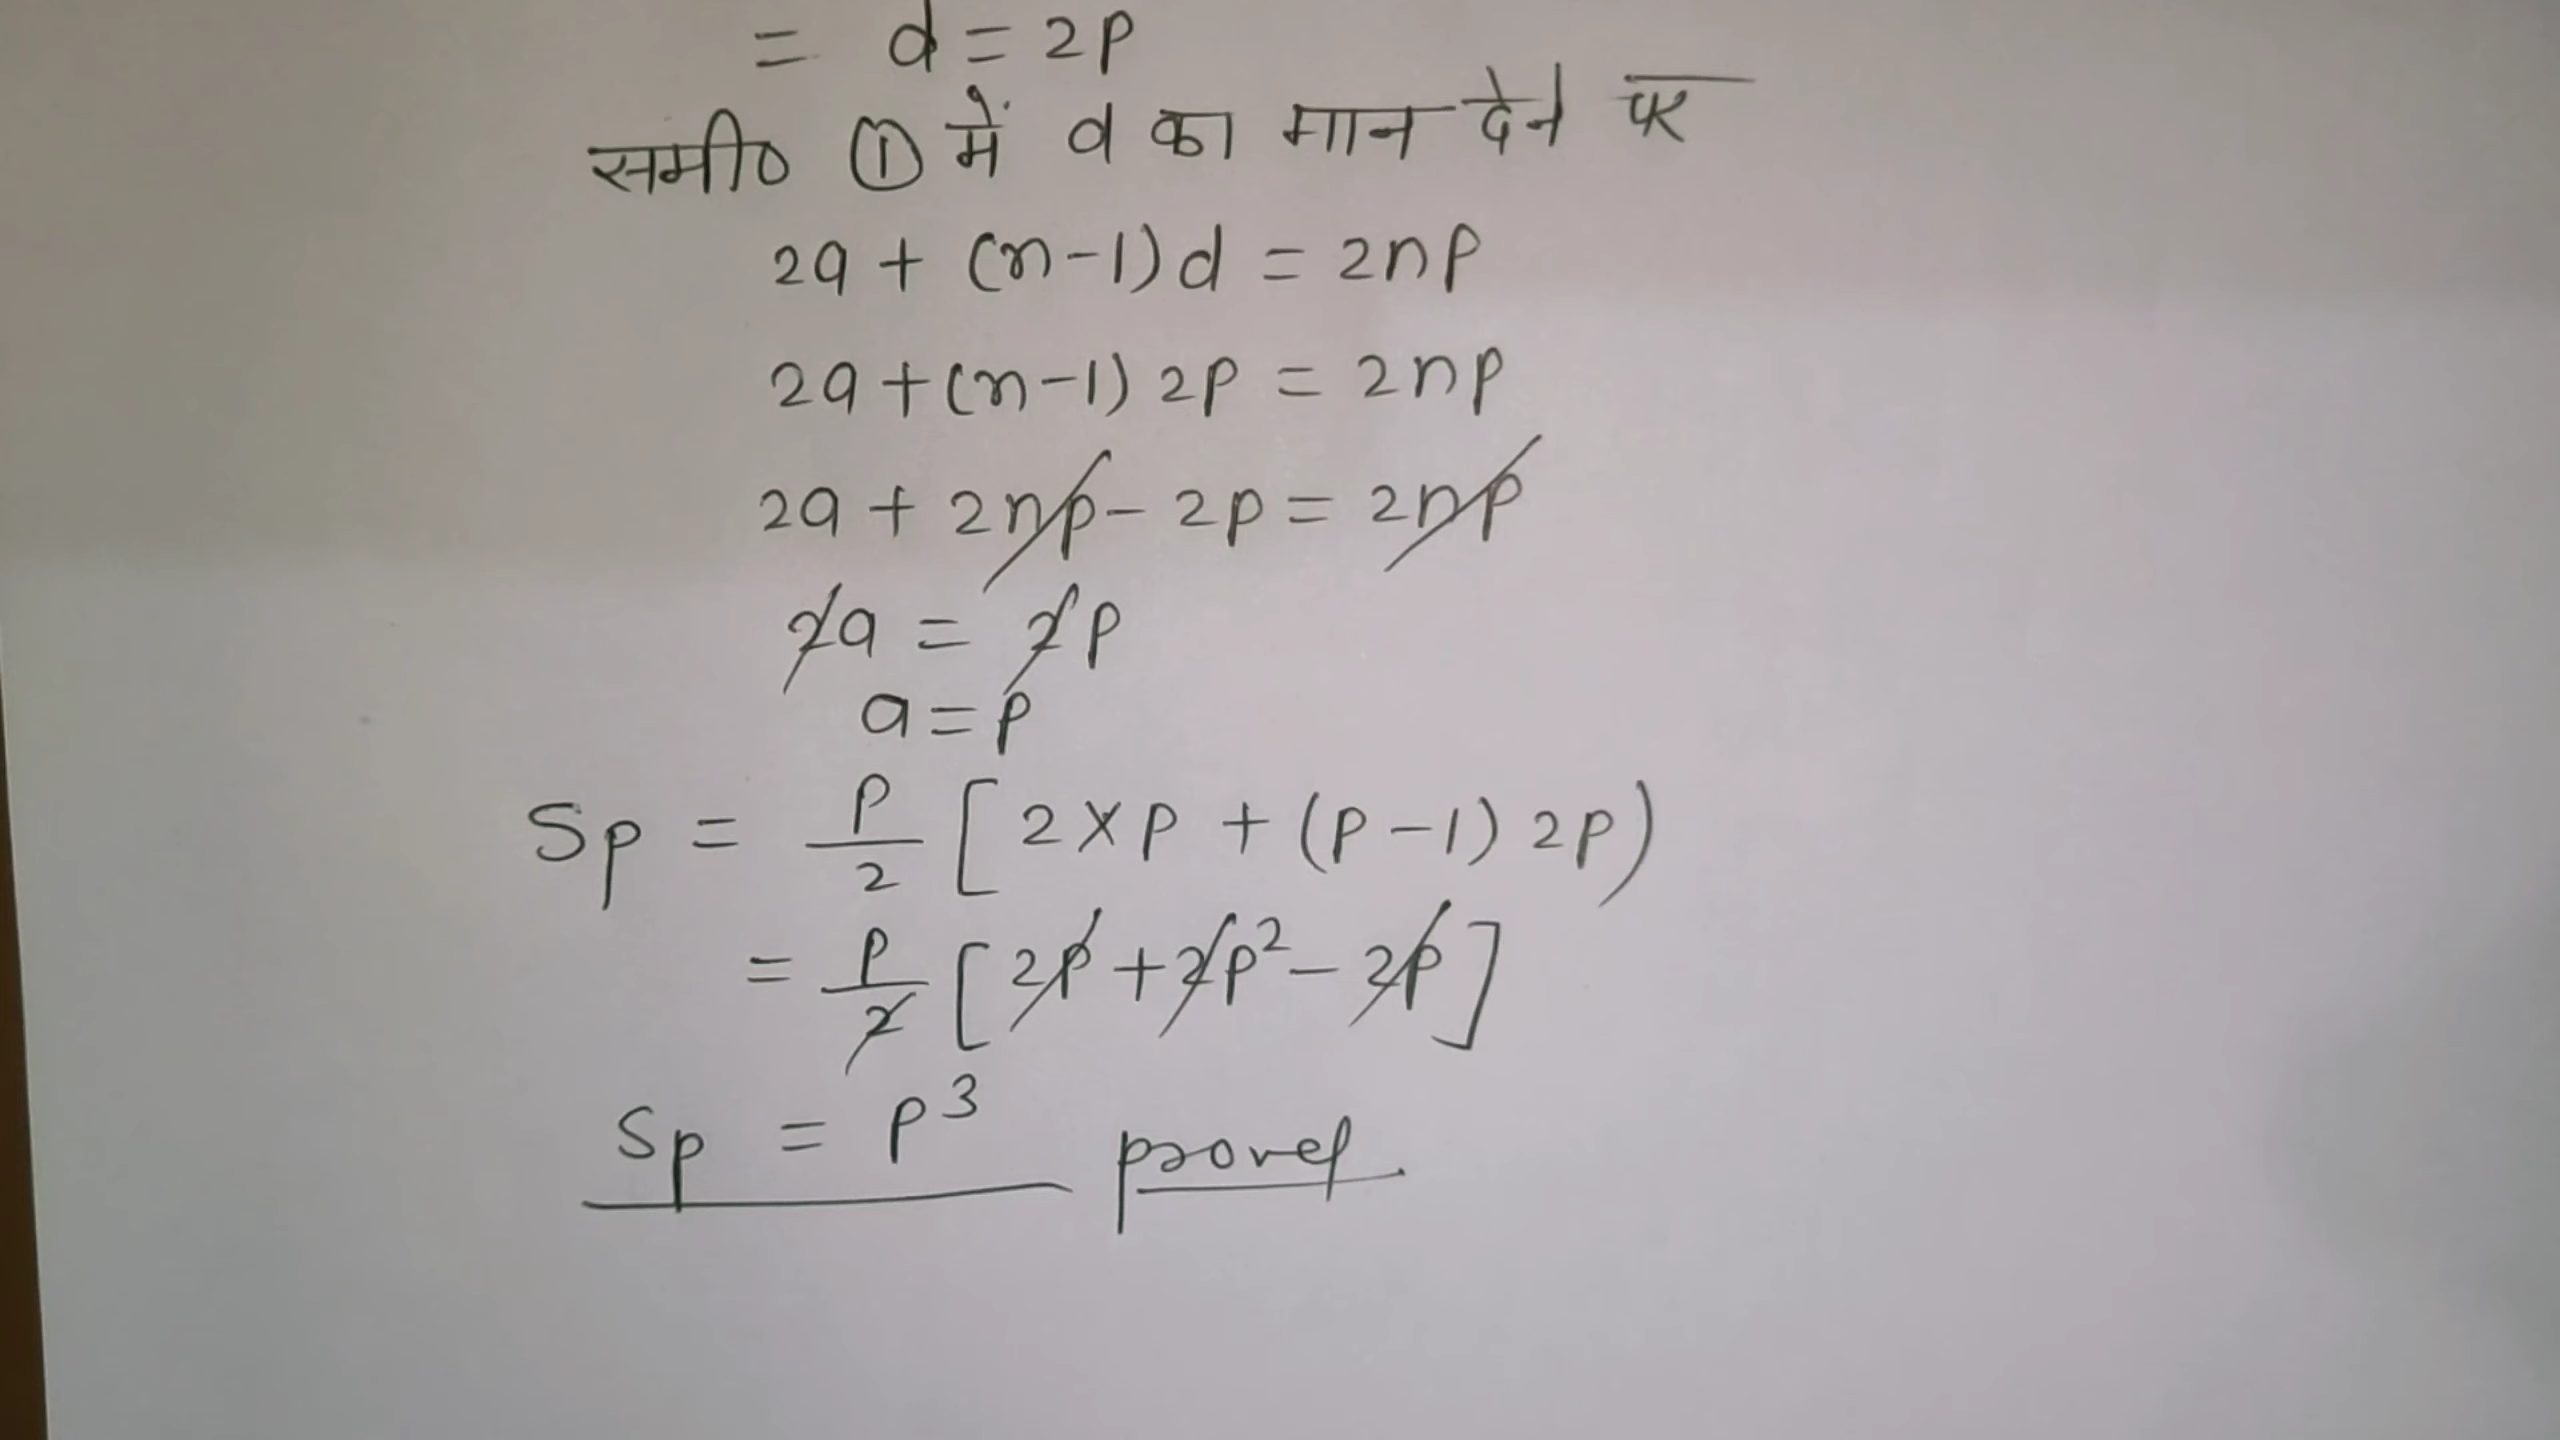 = d = 2p
समी० ① में d का मान देने पर
2a + (n-1)d = 2np
2a + (n-1) 2p = 2np
2a + 2np - 2p = 2np
2a = 2p
a = p
Sp = p/2 [2×p + (p-1) 2p)
= p/2 [2p + 2p² - 2p]
Sp = p³ proved.